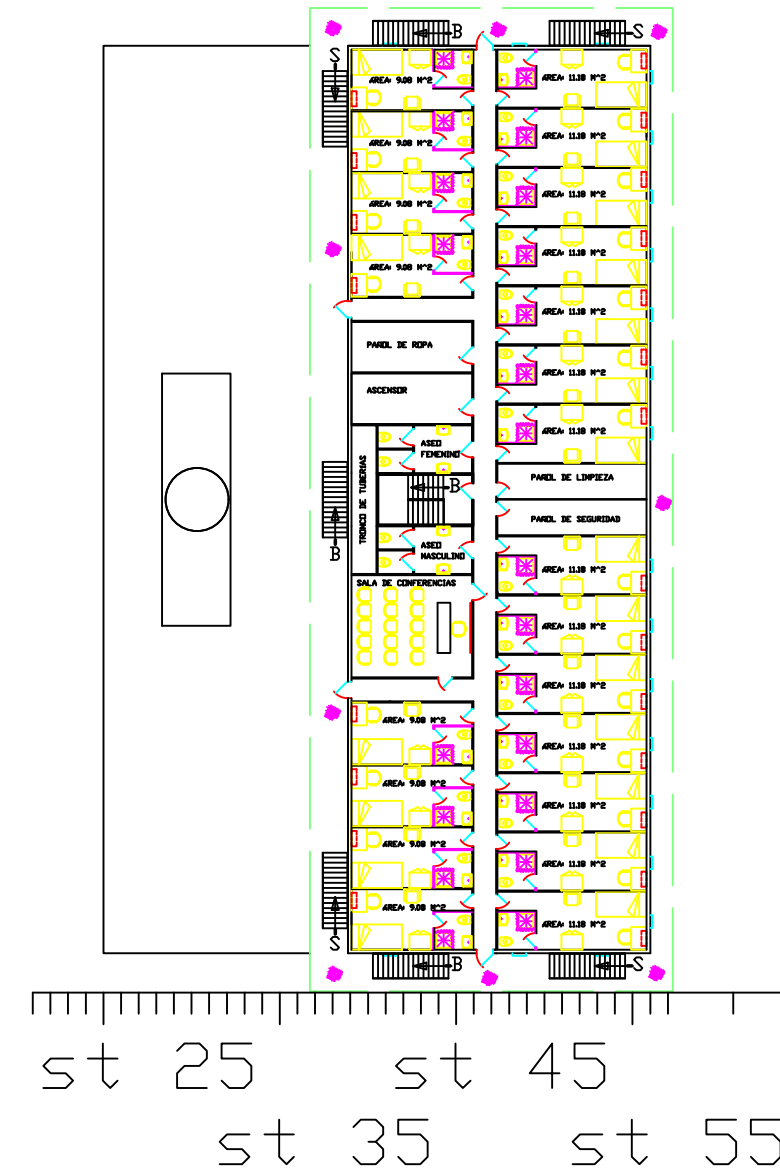 B
S
S
AREA: 9.08 M^2
AREA: 11.18 M^2
AREA: 9.08 M^2
AREA: 11.18 M^2
AREA: 9.08 M^2
AREA: 11.18 M^2
AREA: 9.08 M^2
AREA: 11.18 M^2
AREA: 11.18 M^2
PAÑOL DE ROPA
AREA: 11.18 M^2
ASCENSOR
AREA: 11.18 M^2
ASEO
FEMENINO
TRONCO DE TUBERIAS
B
PAÑOL DE LIMPIEZA
PAÑOL DE SEGURIDAD
ASEO
MASCULINO
B
SALA DE CONFERENCIAS
AREA: 11.18 M^2
AREA: 11.18 M^2
AREA: 11.18 M^2
AREA: 9.08 M^2
AREA: 11.18 M^2
AREA: 9.08 M^2
AREA: 11.18 M^2
AREA: 9.08 M^2
AREA: 11.18 M^2
AREA: 9.08 M^2
AREA: 11.18 M^2
S
B
S
st 25
st 45
st 35
st 55